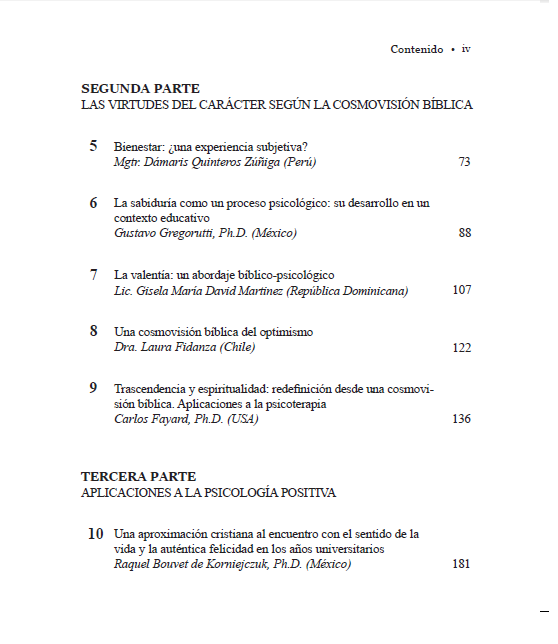 Contenido • iv
SEGUNDA PARTE
LAS VIRTUDES DEL CARÁCTER SEGÚN LA COSMOVISIÓN BÍBLICA
5 Bienestar: ¿una experiencia subjetiva?
Mgtr. Dámaris Quinteros Zúñiga (Perú) 73
6 La sabiduría como un proceso psicológico: su desarrollo en un
contexto educativo
Gustavo Gregorutti, Ph.D. (México) 88
7 La valentía: un abordaje bíblico-psicológico
Lic. Gisela María David Martinez (República Dominicana) 107
8 Una cosmovisión bíblica del optimismo
Dra. Laura Fidanza (Chile) 122
9 Trascendencia y espiritualidad: redefinición desde una cosmovi-
sión bíblica. Aplicaciones a la psicoterapia
Carlos Fayard, Ph.D. (USA) 136
TERCERA PARTE
APLICACIONES A LA PSICOLOGÍA POSITIVA
10 Una aproximación cristiana al encuentro con el sentido de la
vida y la auténtica felicidad en los años universitarios
Raquel Bouvet de Korniejczuk, Ph.D. (México) 181